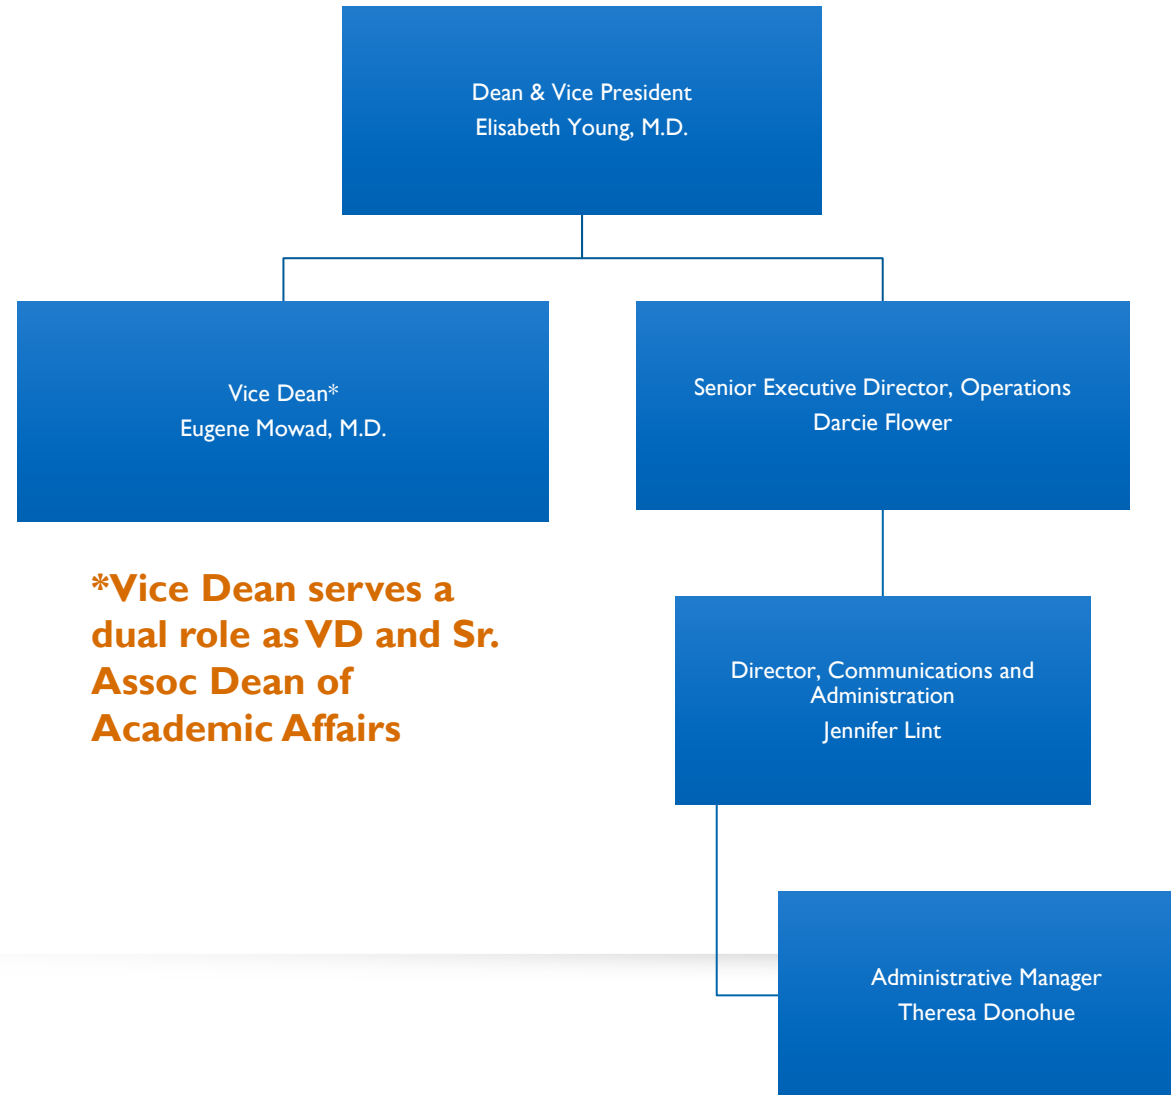 Dean & Vice President
Elisabeth Young, M.D.
Vice Dean*
Eugene Mowad, M.D.
Senior Executive Director, Operations
Darcie Flower
*Vice Dean serves a
dual role as VD and Sr.
Assoc Dean of
Academic Affairs
Director, Communications and
Administration
Jennifer Lint
Administrative Manager
Theresa Donohue